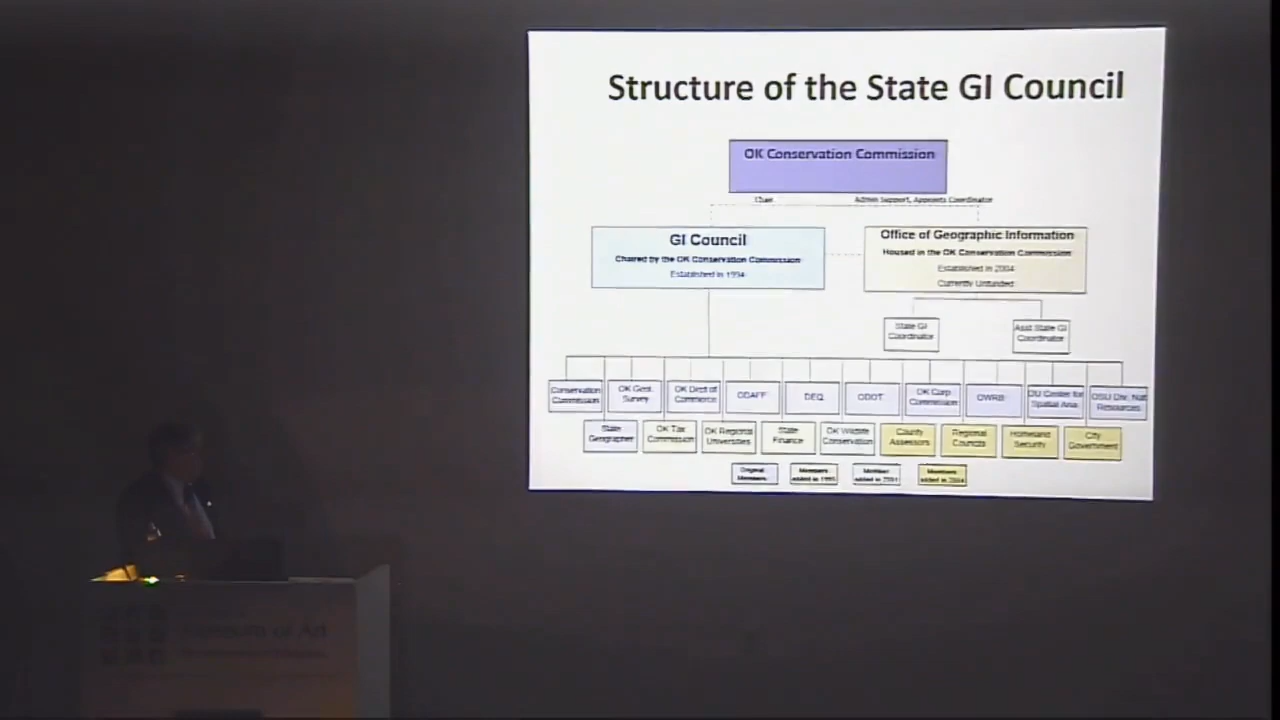 Structure of the State GI Council
OK Conservation Commission
Chair
Admin Support, Appoints Coordinator
GI Council
Chaired by the OK Conservation Commission
Established in 1994
Office of Geographic Information
Housed in the OK Conservation Commission
Established in 2004
Currently Unfunded
State GI
Coordinator
Asst State GI
Coordinator
Conservation
Commission
OK Geol.
Survey
OK Dept of
Commerce
ODAFF
DEQ
ODOT
OK Corp
Commission
OWRB
OU Center for
Spatial Ana.
OSU Div. Nat
Resources
State
Geographer
OK Tax
Commission
OK Regional
Universities
State
Finance
OK Wildlife
Conservation
County
Assessors
Regional
Councils
Homeland
Security
City
Government
Original
Members
Members
added in
Member
added in 2001
Members
added in 2004
Museum of Art